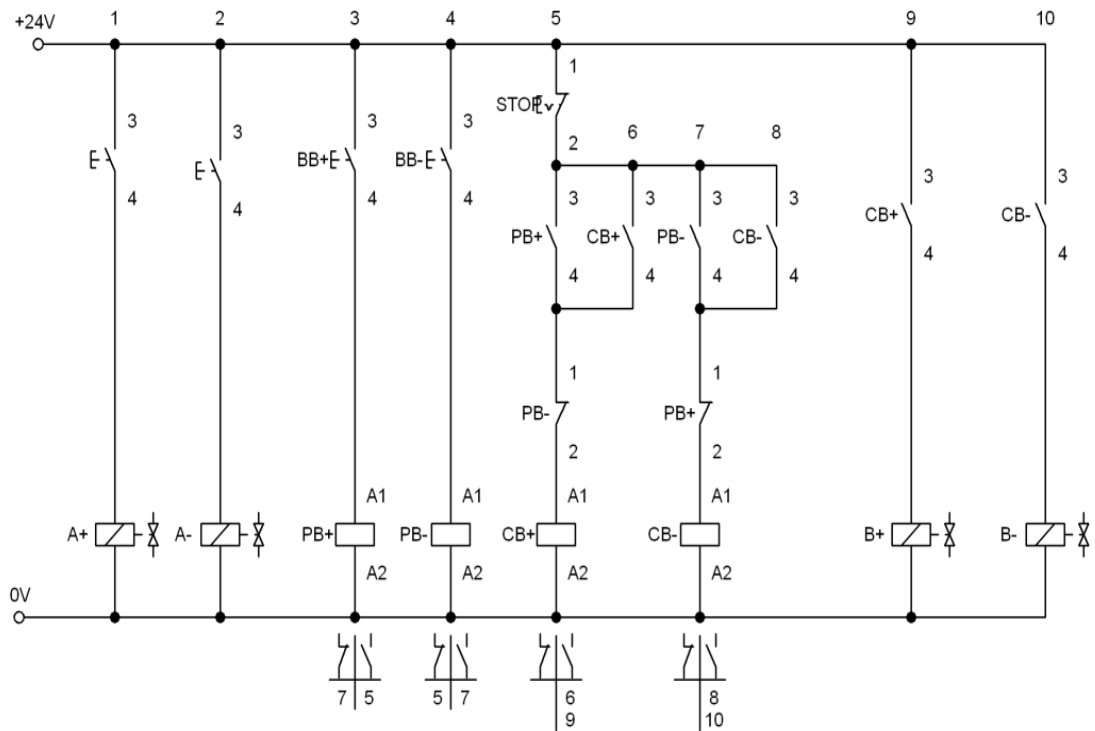 +24V 1 2 3 4 5 9 10
1
STOP
3 3 3 3 2 6 7 8
BB+ BB- 3 3
4 4 4 4 3 3 3 3
PB+ CB+ PB- CB- CB+ CB-
4 4 4 4 4 4
1 1
PB- PB+
2 2
A1 A1 A1 A1
A+ A- PB+ PB- CB+ CB- B+ B-
A2 A2 A2 A2
0V
7 5 5 7 6 8
9 10